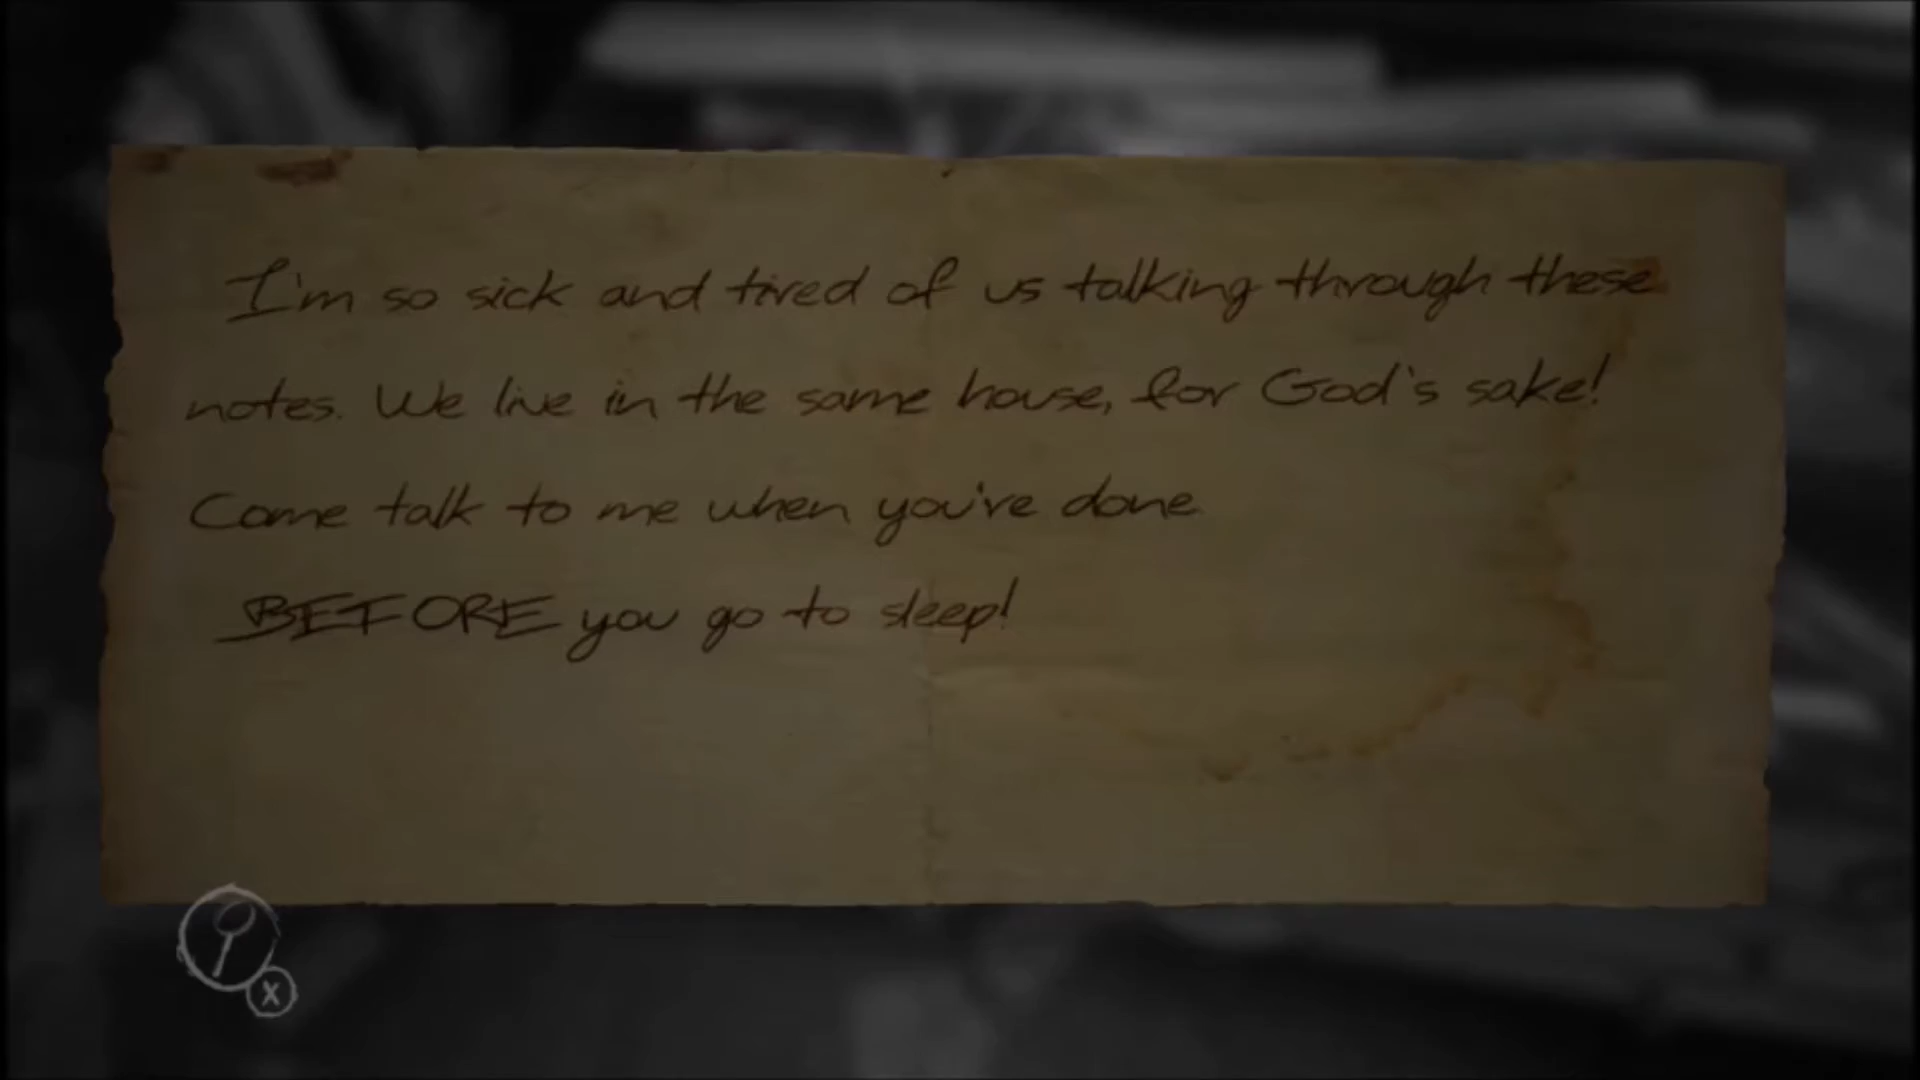 I'm so sick and tired of us talking through these
notes. We live in the same house, for God's sake!
Come talk to me when you're done.
BEFORE you go to sleep!
X